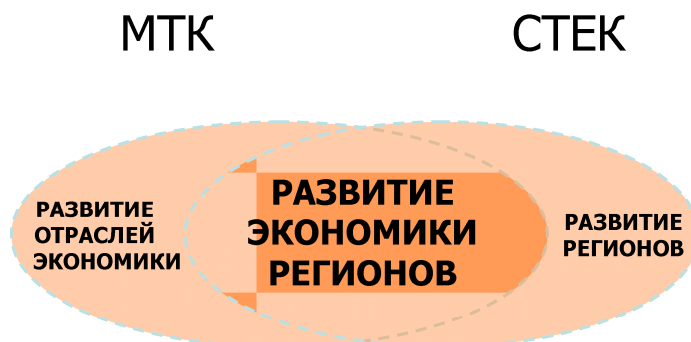 МТК
СТЕК
РАЗВИТИЕ
ОТРАСЛЕЙ
ЭКОНОМИКИ
РАЗВИТИЕ
ЭКОНОМИКИ
РЕГИОНОВ
РАЗВИТИЕ
РЕГИОНОВ